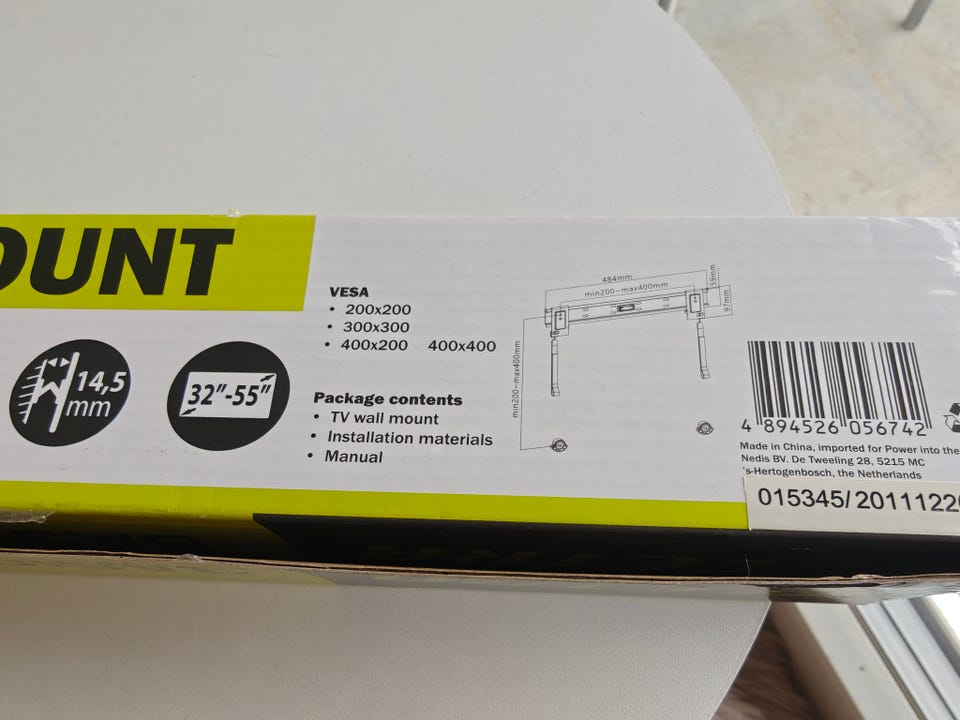 OUNT
14,5
mm
32"-55"
VESA
• 200x200
• 300x300
• 400x200 400x400
Package contents
• TV wall mount
• Installation materials
• Manual
484mm
min200-max400mm
59mm
97mm
min200-max400mm
4 894526 056742
Made in China, imported for Power into the
Nedis BV. De Tweeling 28, 5215 MC
's-Hertogenbosch, the Netherlands
015345/2011122